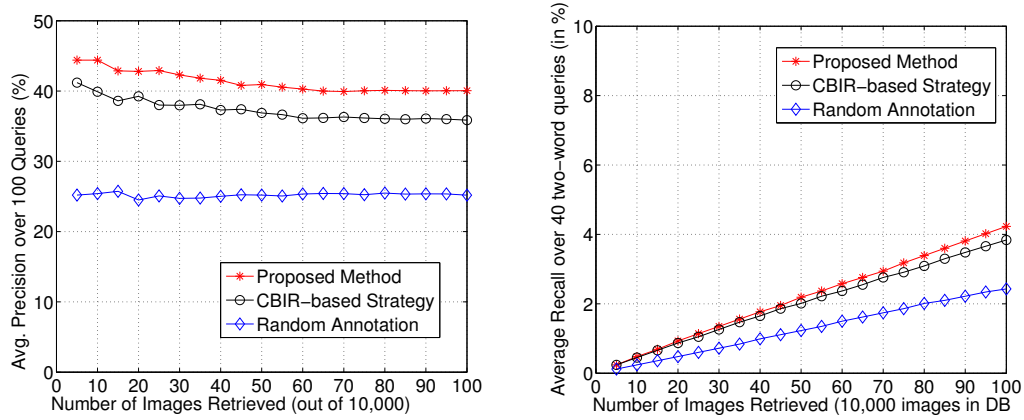 Avg. Precision over 100 Queries (%)
50
40
30
20
10
0
Proposed Method
CBIR-based Strategy
Random Annotation
0 10 20 30 40 50 60 70 80 90 100
Number of Images Retrieved (out of 10,000)
Average Recall over 40 two-word queries (in %)
10
8
6
4
2
0
Proposed Method
CBIR-based Strategy
Random Annotation
0 10 20 30 40 50 60 70 80 90 100
Number of Images Retrieved (10,000 images in DB